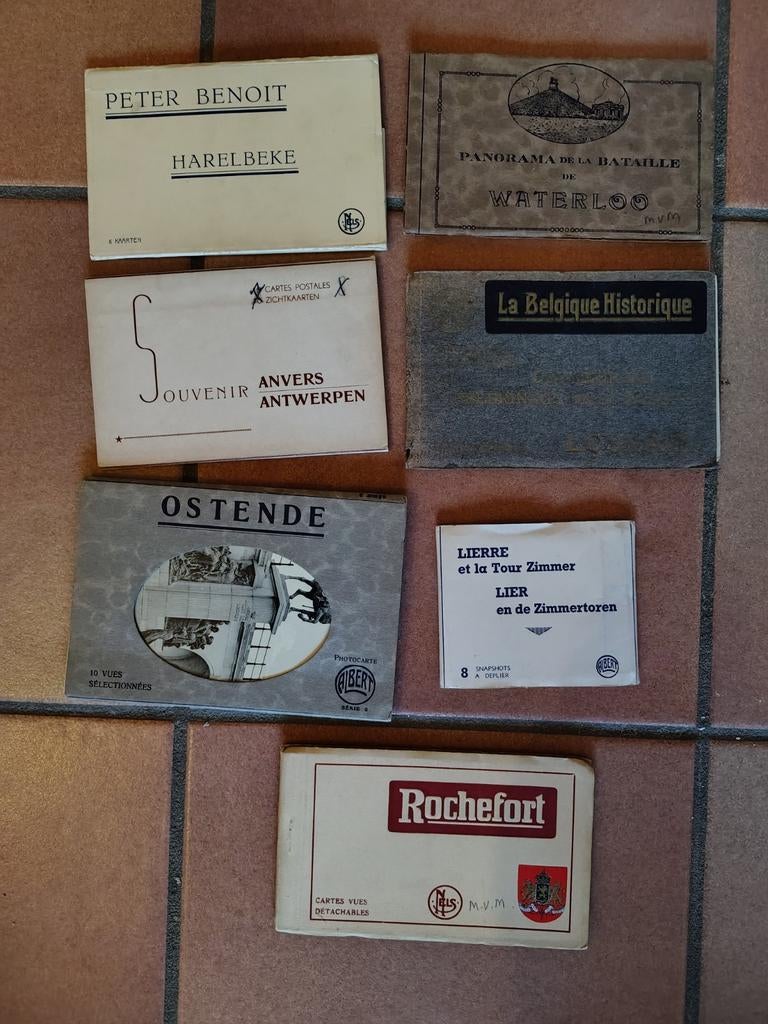 PETER BENOIT
HARELBEKE
6 KAARTEN
NELS
PANORAMA DE LA BATAILLE
DE
WATERLOO
M.V.M
CARTES POSTALES
ZICHTKAARTEN
SOUVENIR ANVERS
ANTWERPEN
La Belgique Historique
OSTENDE
10 VUES
SÉLECTIONNÉES
PHOTOCARTE
ALBERT
SÉRIE 2
LIERRE
et la Tour Zimmer
LIER
en de Zimmertoren
8 SNAPSHOTS
A DEPLIER
ALBERT
Rochefort
CARTES VUES
DÉTACHABLES
NELS
M.V.M.